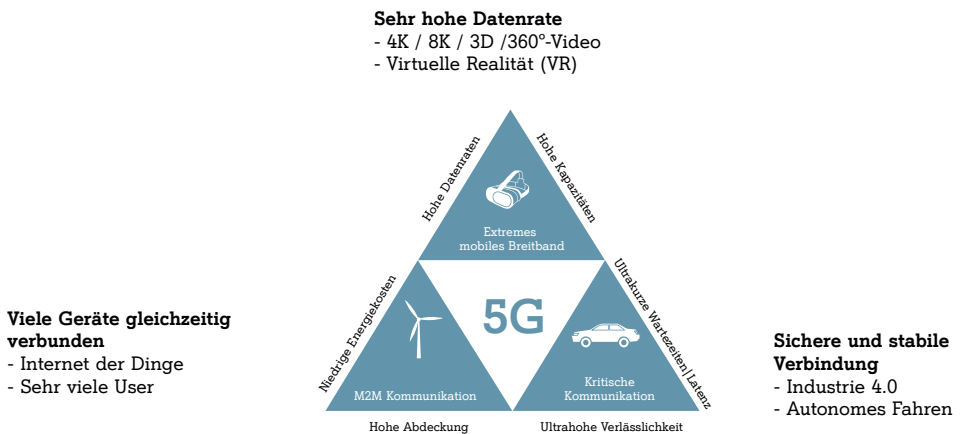 Sehr hohe Datenrate
- 4K / 8K / 3D /360°-Video
- Virtuelle Realität (VR)
Hohe Datenraten
Hohe Kapazitäten
Extremes
mobiles Breitband
Niedrige Energiekosten
5G
Ultrakurze Wartezeiten|Latenz
Viele Geräte gleichzeitig
verbunden
- Internet der Dinge
- Sehr viele User
M2M Kommunikation
Kritische
Kommunikation
Sichere und stabile
Verbindung
- Industrie 4.0
- Autonomes Fahren
Hohe Abdeckung
Ultrahohe Verlässlichkeit